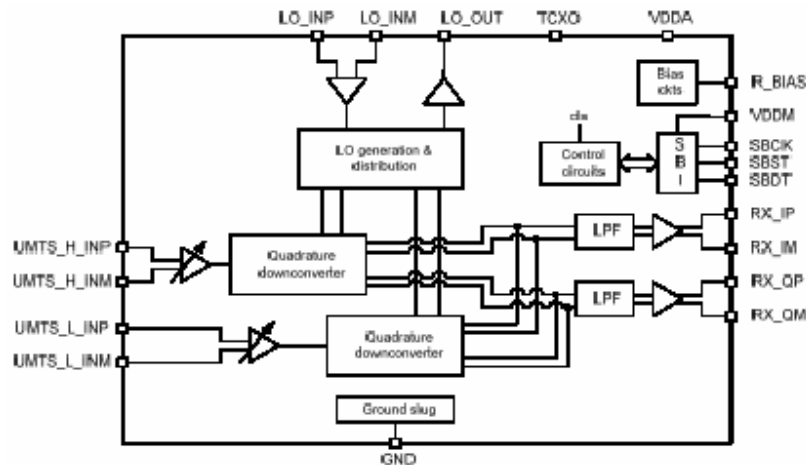 LO_INP LO_INM LO_OUT TCXO VDDA
Bias
ckts
R_BIAS
VDDM
clks
S
B
I
SBCK
SBST
SBDT
Control
circuits
LO generation &
distribution
RX_IP
LPF
RX_IM
UMTS_H_INP
Quadrature
downconverter
UMTS_H_INM
RX_QP
LPF
RX_QM
UMTS_L_INP
Quadrature
downconverter
UMTS_L_INM
Ground slug
GND